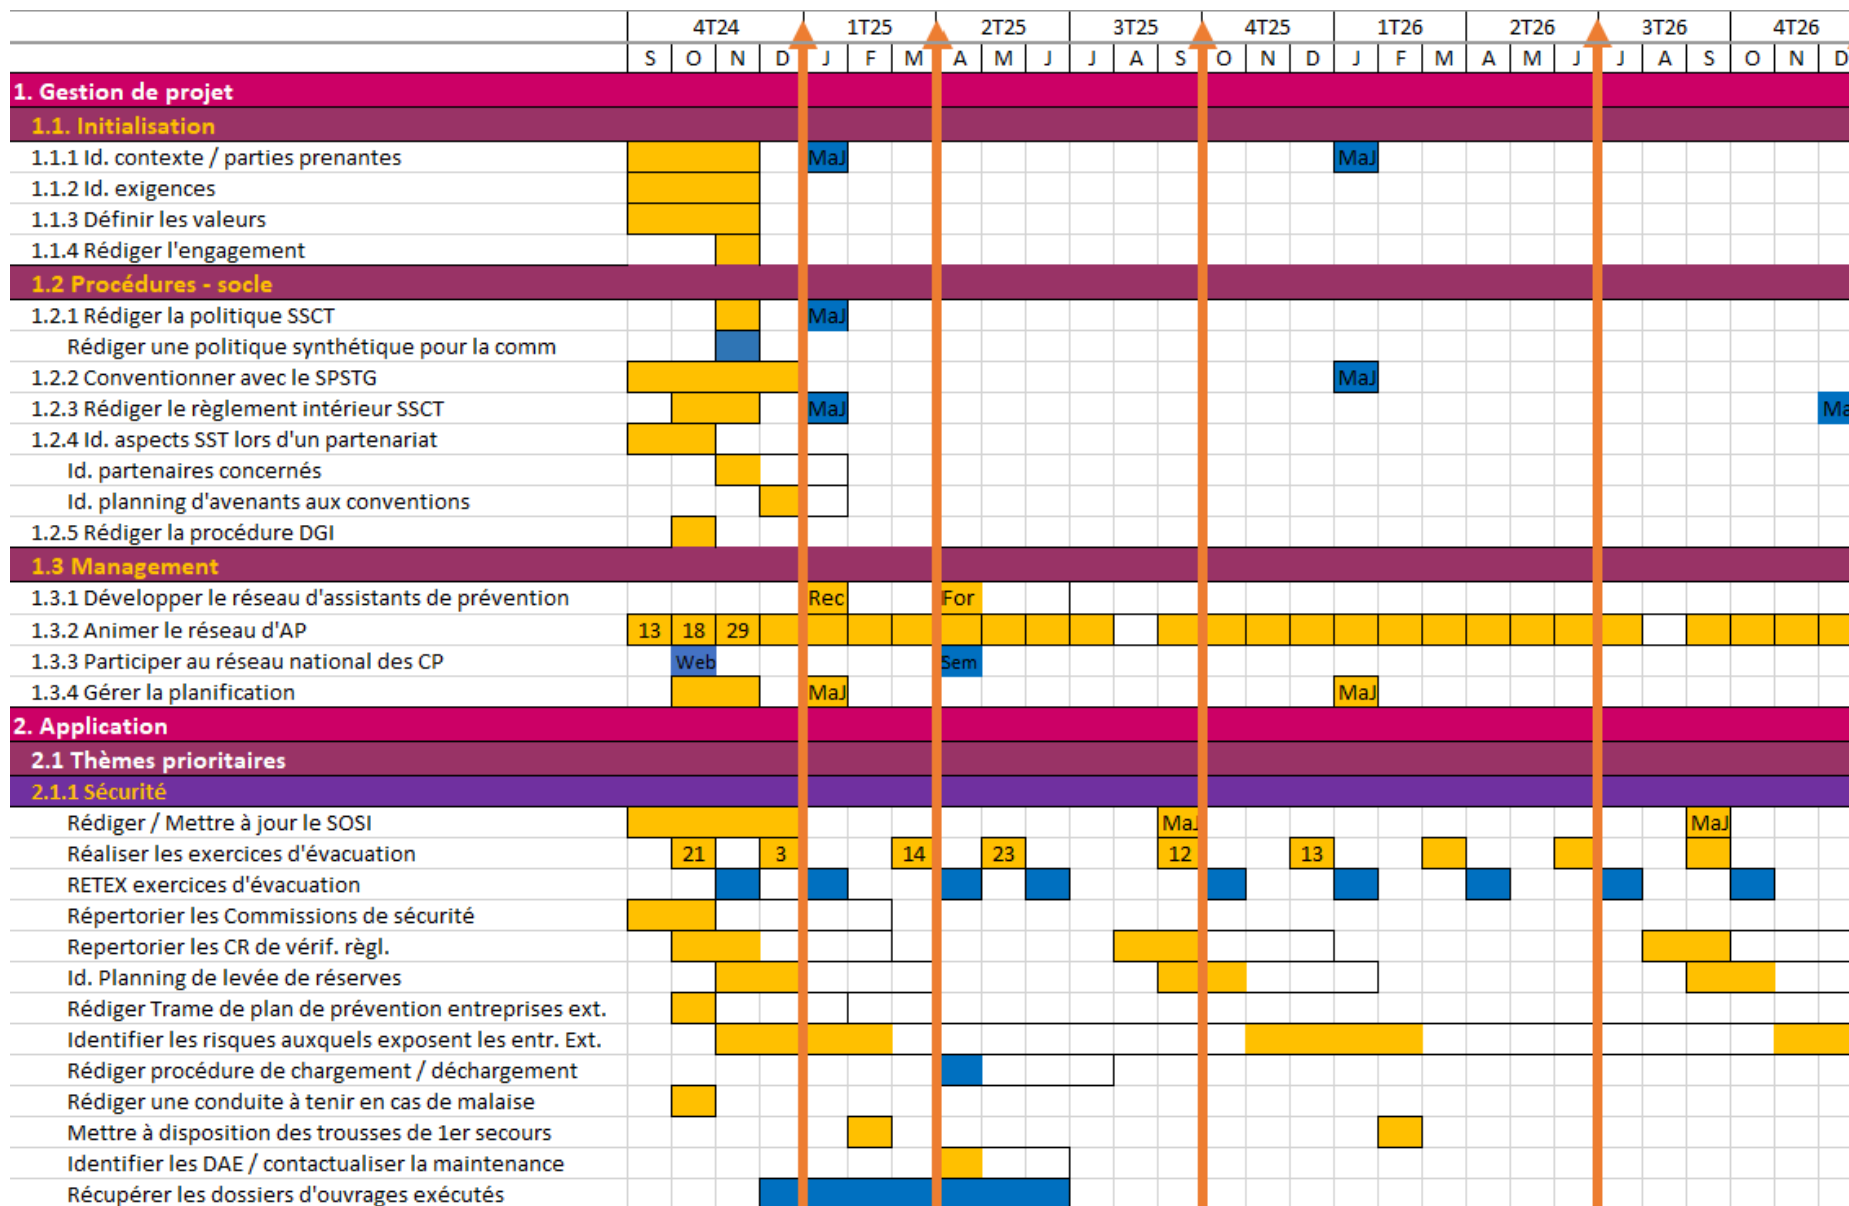 4T24 1T25 2T25 3T25 4T25 1T26 2T26 3T26 4T26
S O N D J F M A M J J A S O N D J F M A M J J A S O N D
1. Gestion de projet
1.1. Initialisation
1.1.1 Id. contexte / parties prenantes MaJ MaJ
1.1.2 Id. exigences
1.1.3 Définir les valeurs
1.1.4 Rédiger l'engagement
1.2 Procédures - socle
1.2.1 Rédiger la politique SSCT MaJ
Rédiger une politique synthétique pour la comm
1.2.2 Conventionner avec le SPSTG MaJ
1.2.3 Rédiger le règlement intérieur SSCT MaJ Ma
1.2.4 Id. aspects SST lors d'un partenariat
Id. partenaires concernés
Id. planning d'avenants aux conventions
1.2.5 Rédiger la procédure DGI
1.3 Management
1.3.1 Développer le réseau d'assistants de prévention Rec For
1.3.2 Animer le réseau d'AP 13 18 29
1.3.3 Participer au réseau national des CP Web Sem
1.3.4 Gérer la planification MaJ MaJ
2. Application
2.1 Thèmes prioritaires
2.1.1 Sécurité
Rédiger / Mettre à jour le SOSI MaJ MaJ
Réaliser les exercices d'évacuation 21 3 14 23 12 13
RETEX exercices d'évacuation
Répertorier les Commissions de sécurité
Repertorier les CR de vérif. règl.
Id. Planning de levée de réserves
Rédiger Trame de plan de prévention entreprises ext.
Identifier les risques auxquels exposent les entr. Ext.
Rédiger procédure de chargement / déchargement
Rédiger une conduite à tenir en cas de malaise
Mettre à disposition des trousses de 1er secours
Identifier les DAE / contactualiser la maintenance
Récupérer les dossiers d'ouvrages exécutés